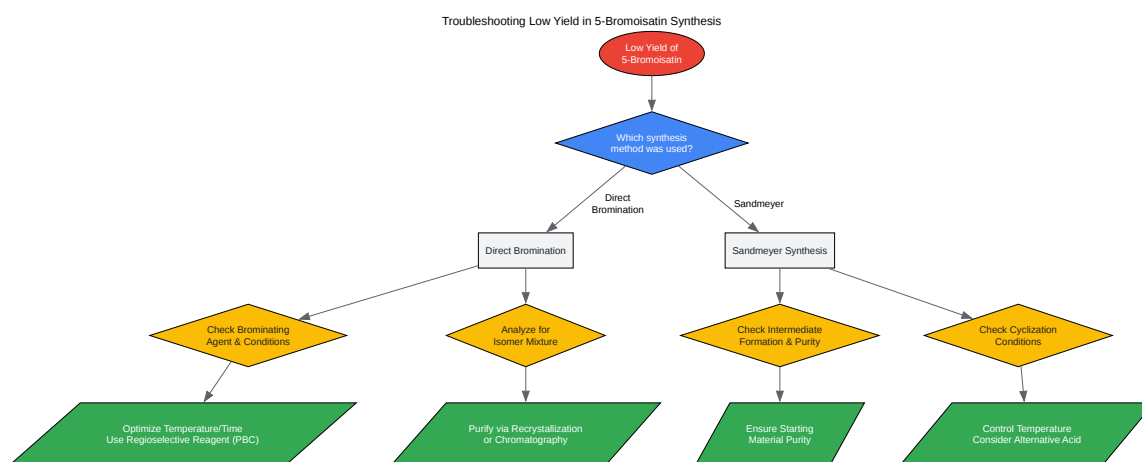 Troubleshooting Low Yield in 5-Bromoisatin Synthesis
Low Yield of
5-Bromoisatin
Which synthesis
method was used?
Direct
Bromination
Sandmeyer
Direct Bromination
Sandmeyer Synthesis
Check Brominating
Agent & Conditions
Analyze for
Isomer Mixture
Check Intermediate
Formation & Purity
Check Cyclization
Conditions
Optimize Temperature/Time
Use Regioselective Reagent (PBC)
Purify via Recrystallization
or Chromatography
Ensure Starting
Material Purity
Control Temperature
Consider Alternative Acid